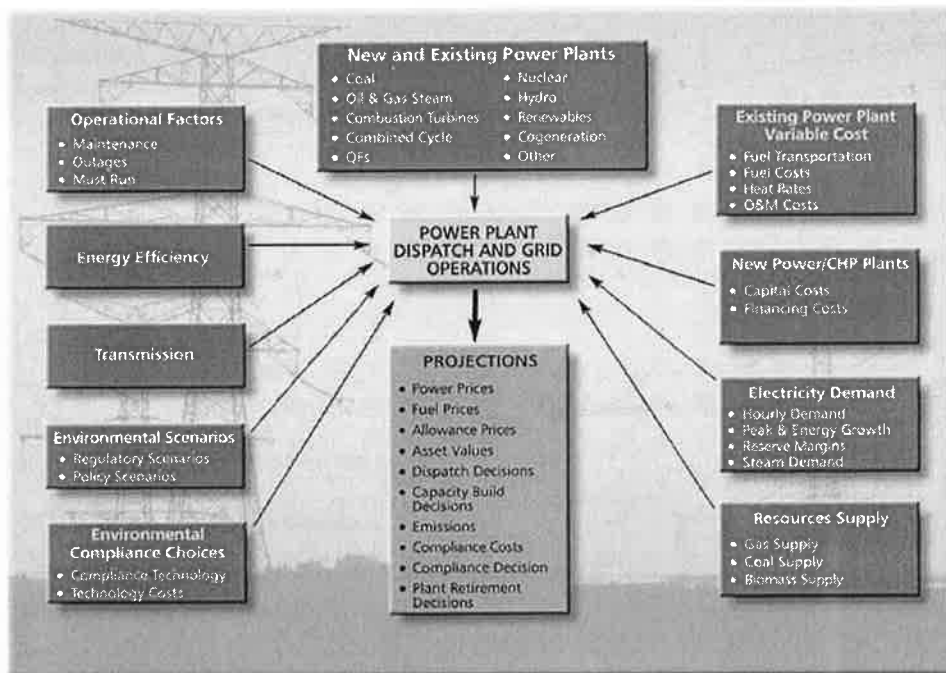 New and Existing Power Plants
• Coal
• Oil & Gas Steam
• Combustion Turbines
• Combined Cycle
• QFs
• Nuclear
• Hydro
• Renewables
• Cogeneration
• Other
Operational Factors
• Maintenance
• Outages
• Must Run
Energy Efficiency
Transmission
Environmental Scenarios
• Regulatory Scenarios
• Policy Scenarios
Environmental
Compliance Choices
• Compliance Technology
• Technology Costs
POWER PLANT
DISPATCH AND GRID
OPERATIONS
PROJECTIONS
• Power Prices
• Fuel Prices
• Allowance Prices
• Asset Values
• Dispatch Decisions
• Capacity Build
Decisions
• Emissions
• Compliance Costs
• Compliance Decision
• Plant Retirement
Decisions
Existing Power Plant
Variable Cost
• Fuel Transportation
• Fuel Costs
• Heat Rates
• O&M Costs
New Power/CHP Plants
• Capital Costs
• Financing Costs
Electricity Demand
• Hourly Demand
• Peak & Energy Growth
• Reserve Margins
• Steam Demand
Resources Supply
• Gas Supply
• Coal Supply
• Biomass Supply